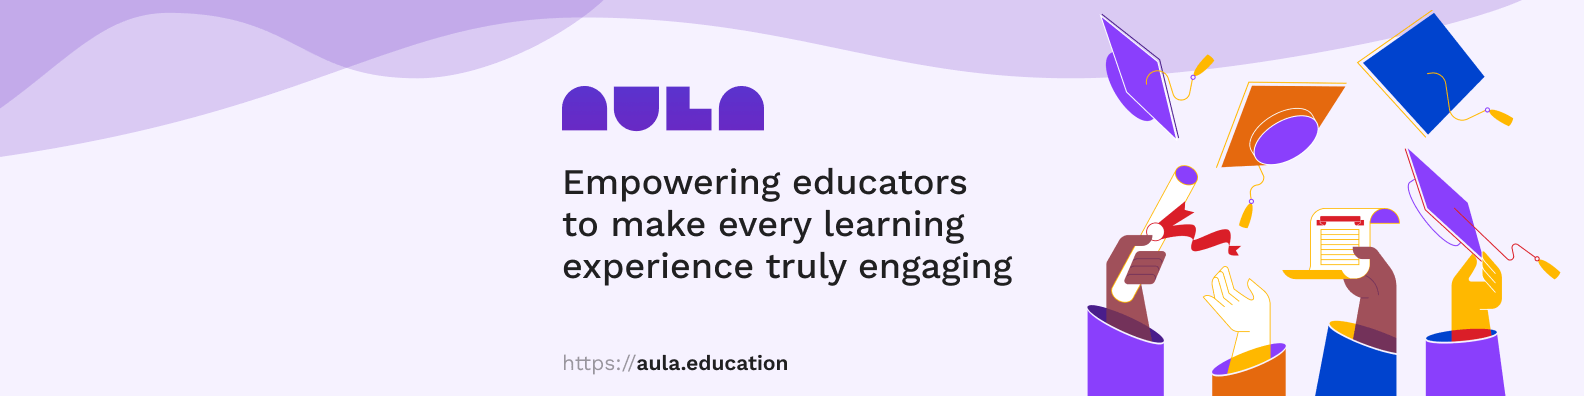 AULA
Empowering educators
to make every learning
experience truly engaging
https://aula.education